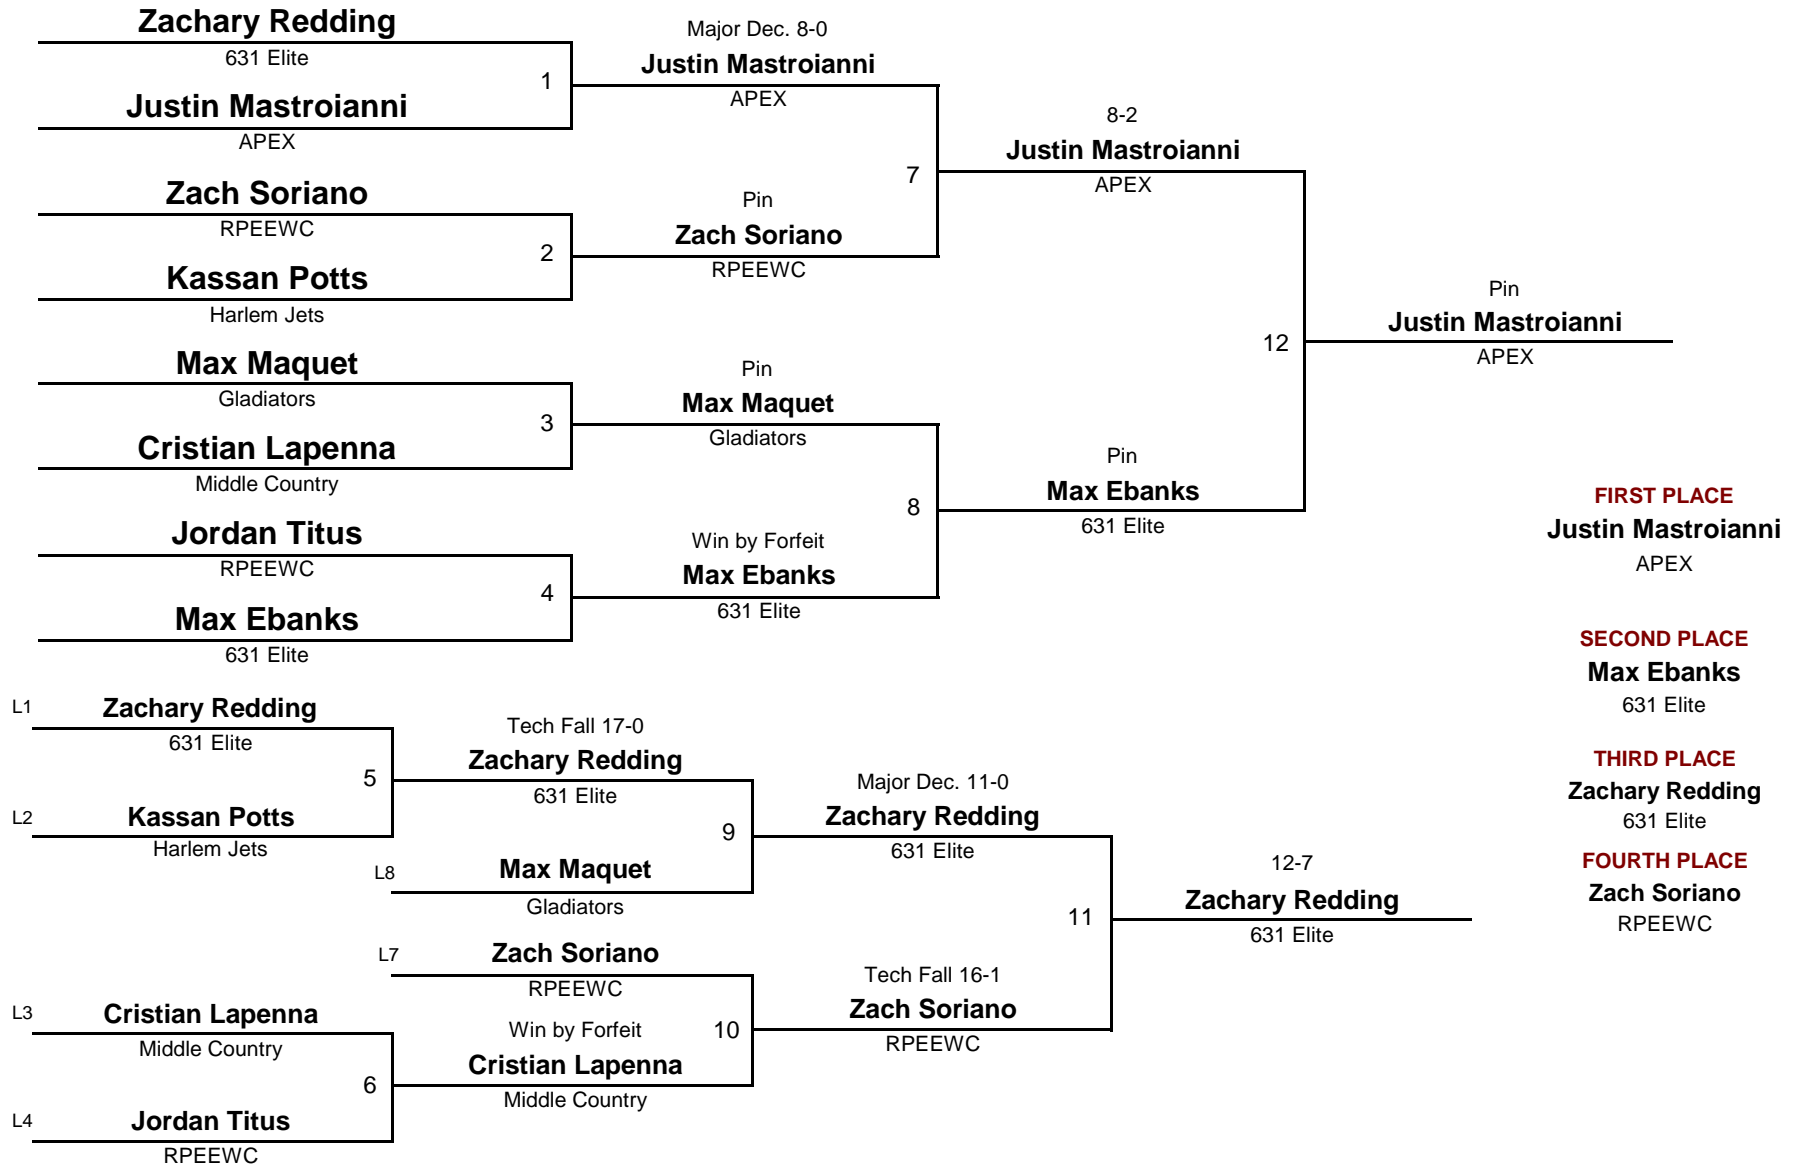 Zachary Redding
631 Elite
1
Justin Mastroianni
APEX
Major Dec. 8-0
Justin Mastroianni
APEX
Zach Soriano
RPEEWC
2
Kassan Potts
Harlem Jets
Pin
Zach Soriano
RPEEWC
7
8-2
Justin Mastroianni
APEX
Max Maquet
Gladiators
3
Cristian Lapenna
Middle Country
Pin
Max Maquet
Gladiators
Jordan Titus
RPEEWC
4
Max Ebanks
631 Elite
Win by Forfeit
Max Ebanks
631 Elite
8
Pin
Max Ebanks
631 Elite
12
Pin
Justin Mastroianni
APEX
FIRST PLACE
Justin Mastroianni
APEX
SECOND PLACE
Max Ebanks
631 Elite
THIRD PLACE
Zachary Redding
631 Elite
FOURTH PLACE
Zach Soriano
RPEEWC
L1
Zachary Redding
631 Elite
5
L2
Kassan Potts
Harlem Jets
Tech Fall 17-0
Zachary Redding
631 Elite
9
L8
Max Maquet
Gladiators
Major Dec. 11-0
Zachary Redding
631 Elite
L7
Zach Soriano
RPEEWC
L3
Cristian Lapenna
Middle Country
6
L4
Jordan Titus
RPEEWC
Win by Forfeit
10
Cristian Lapenna
Middle Country
Tech Fall 16-1
Zach Soriano
RPEEWC
11
12-7
Zachary Redding
631 Elite